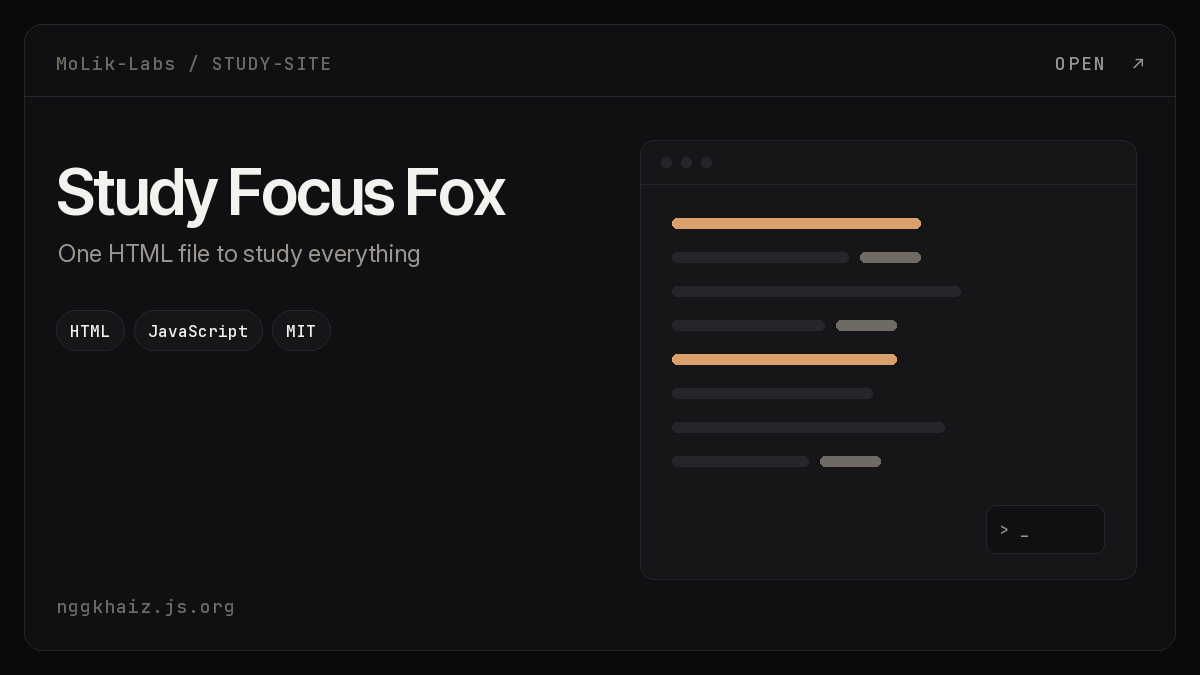 MoLik-Labs / STUDY-SITE
OPEN ↗
Study Focus Fox
One HTML file to study everything
HTML JavaScript MIT
> _
nggkhaiz.js.org